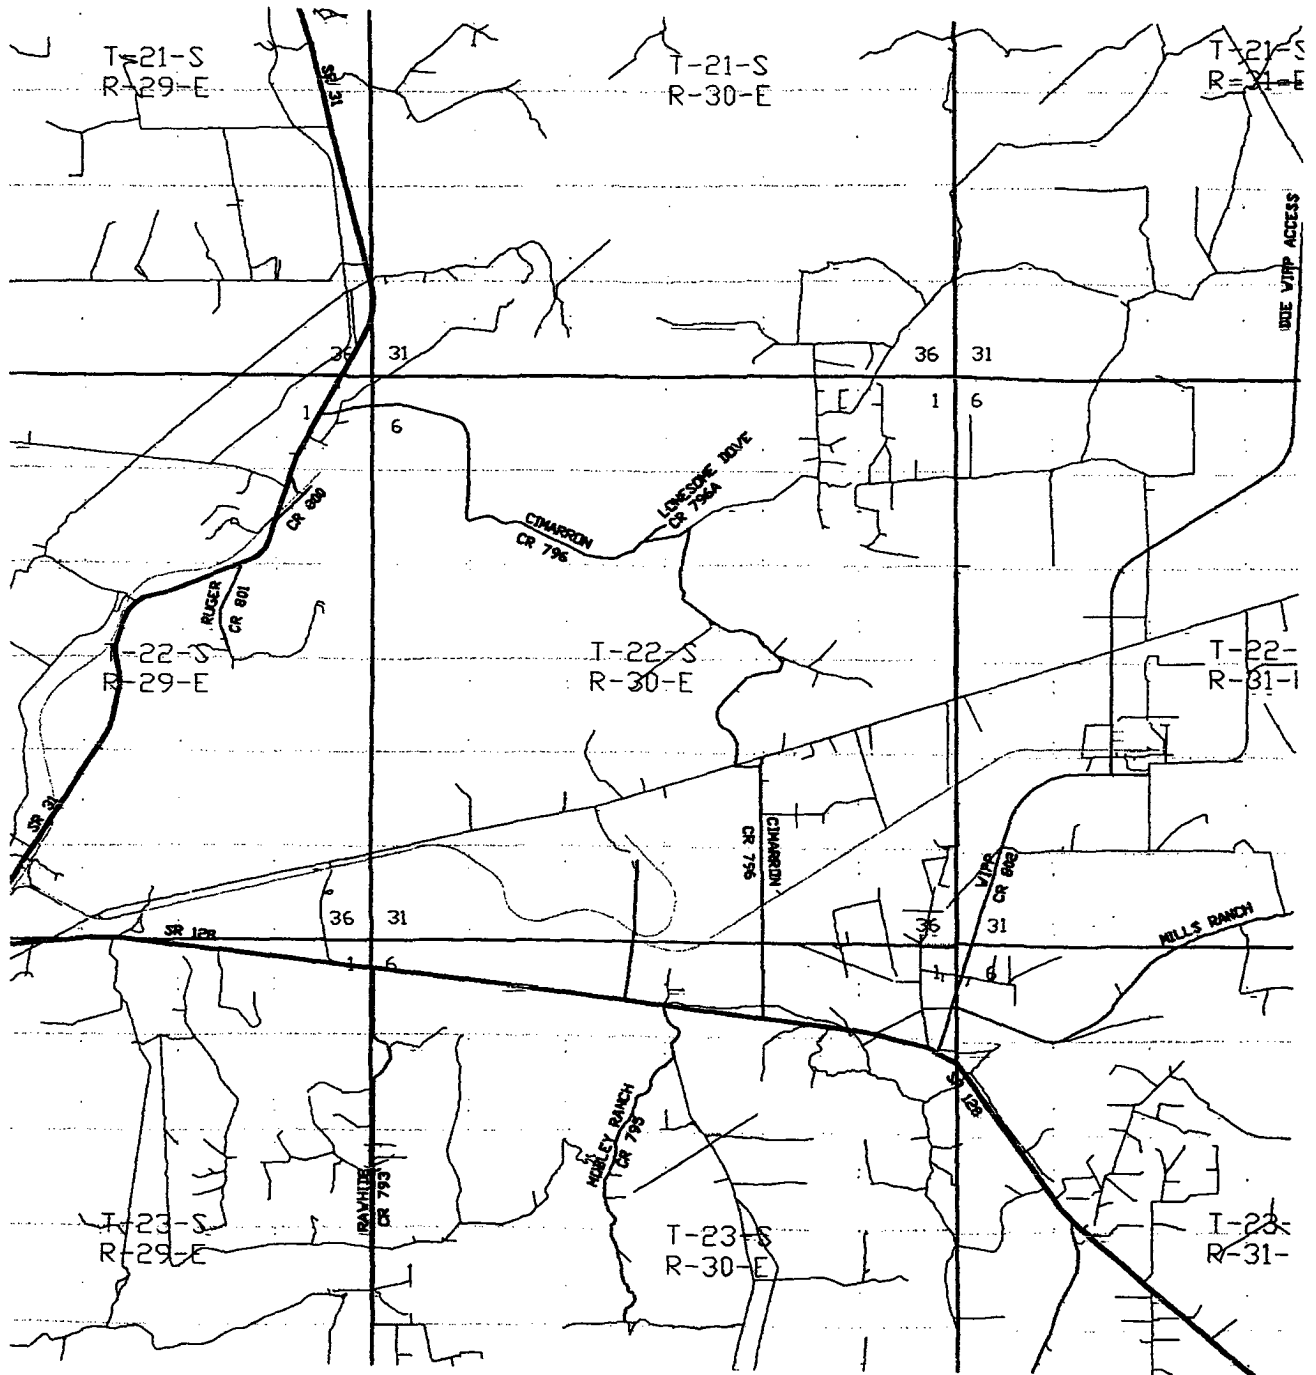 T-21-S
R-29-E
SR 31
T-21-S
R-30-E
T-21-S
R-31-E
DOE WIPP ACCESS
36
31
36
31
1
6
1
6
LONESOME DOVE
CR 796A
CIMARRON
CR 796
CR 800
RUGER
CR 801
T-22-S
R-29-E
T-22-S
R-30-E
T-22-
R-31-
SR 31
CIMARRON
CR 796
WIPP
CR 802
MILLS RANCH
36
31
36
31
SR 128
1
6
1
6
SR 128
MOBLEY RANCH
CR 795
RAWHIDE
CR 793
T-23-S
R-29-E
T-23-S
R-30-E
T-23-
R-31-